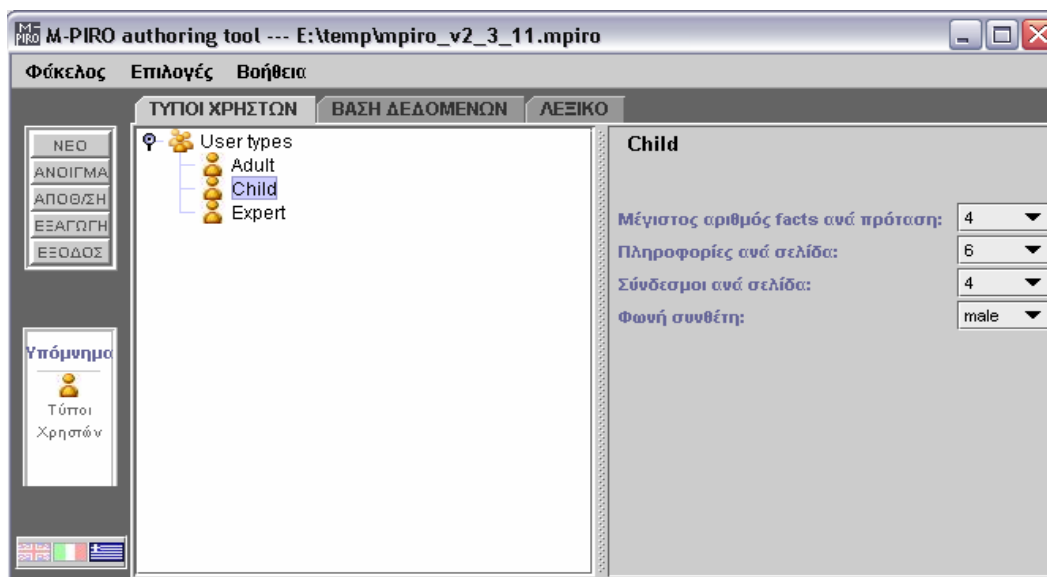 M-PIRO M-PIRO authoring tool --- E:\temp\mpiro_v2_3_11.mpiro
Φάκελος Επιλογές Βοήθεια
ΤΥΠΟΙ ΧΡΗΣΤΩΝ ΒΑΣΗ ΔΕΔΟΜΕΝΩΝ ΛΕΞΙΚΟ
ΝΕΟ
ΑΝΟΙΓΜΑ
ΑΠΟΘ/ΣΗ
ΕΞΑΓΩΓΗ
ΕΞΟΔΟΣ
Υπόμνημα
Τύποι
Χρηστών
User types
Adult
Child
Expert
Child
Μέγιστος αριθμός facts ανά πρόταση: 4
Πληροφορίες ανά σελίδα: 6
Σύνδεσμοι ανά σελίδα: 4
Φωνή συνθέτη: male